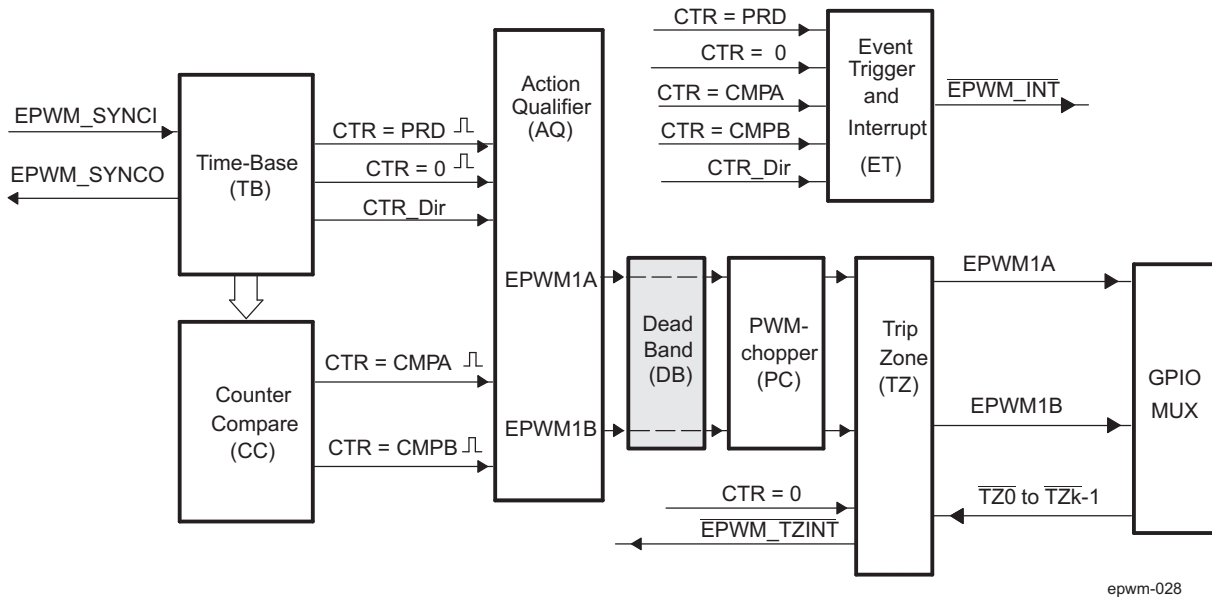 EPWM_SYNCI
EPWM_SYNCO
Time-Base
(TB)
CTR = PRD
CTR = 0
CTR_Dir
Counter
Compare
(CC)
CTR = CMPA
CTR = CMPB
Action
Qualifier
(AQ)
EPWM1A
EPWM1B
CTR = PRD
CTR = 0
CTR = CMPA
CTR = CMPB
CTR_Dir
Event
Trigger
and
Interrupt
(ET)
EPWM_INT
Dead
Band
(DB)
PWM-
chopper
(PC)
CTR = 0
EPWM_TZINT
Trip
Zone
(TZ)
EPWM1A
EPWM1B
TZ0 to TZk-1
GPIO
MUX
epwm-028